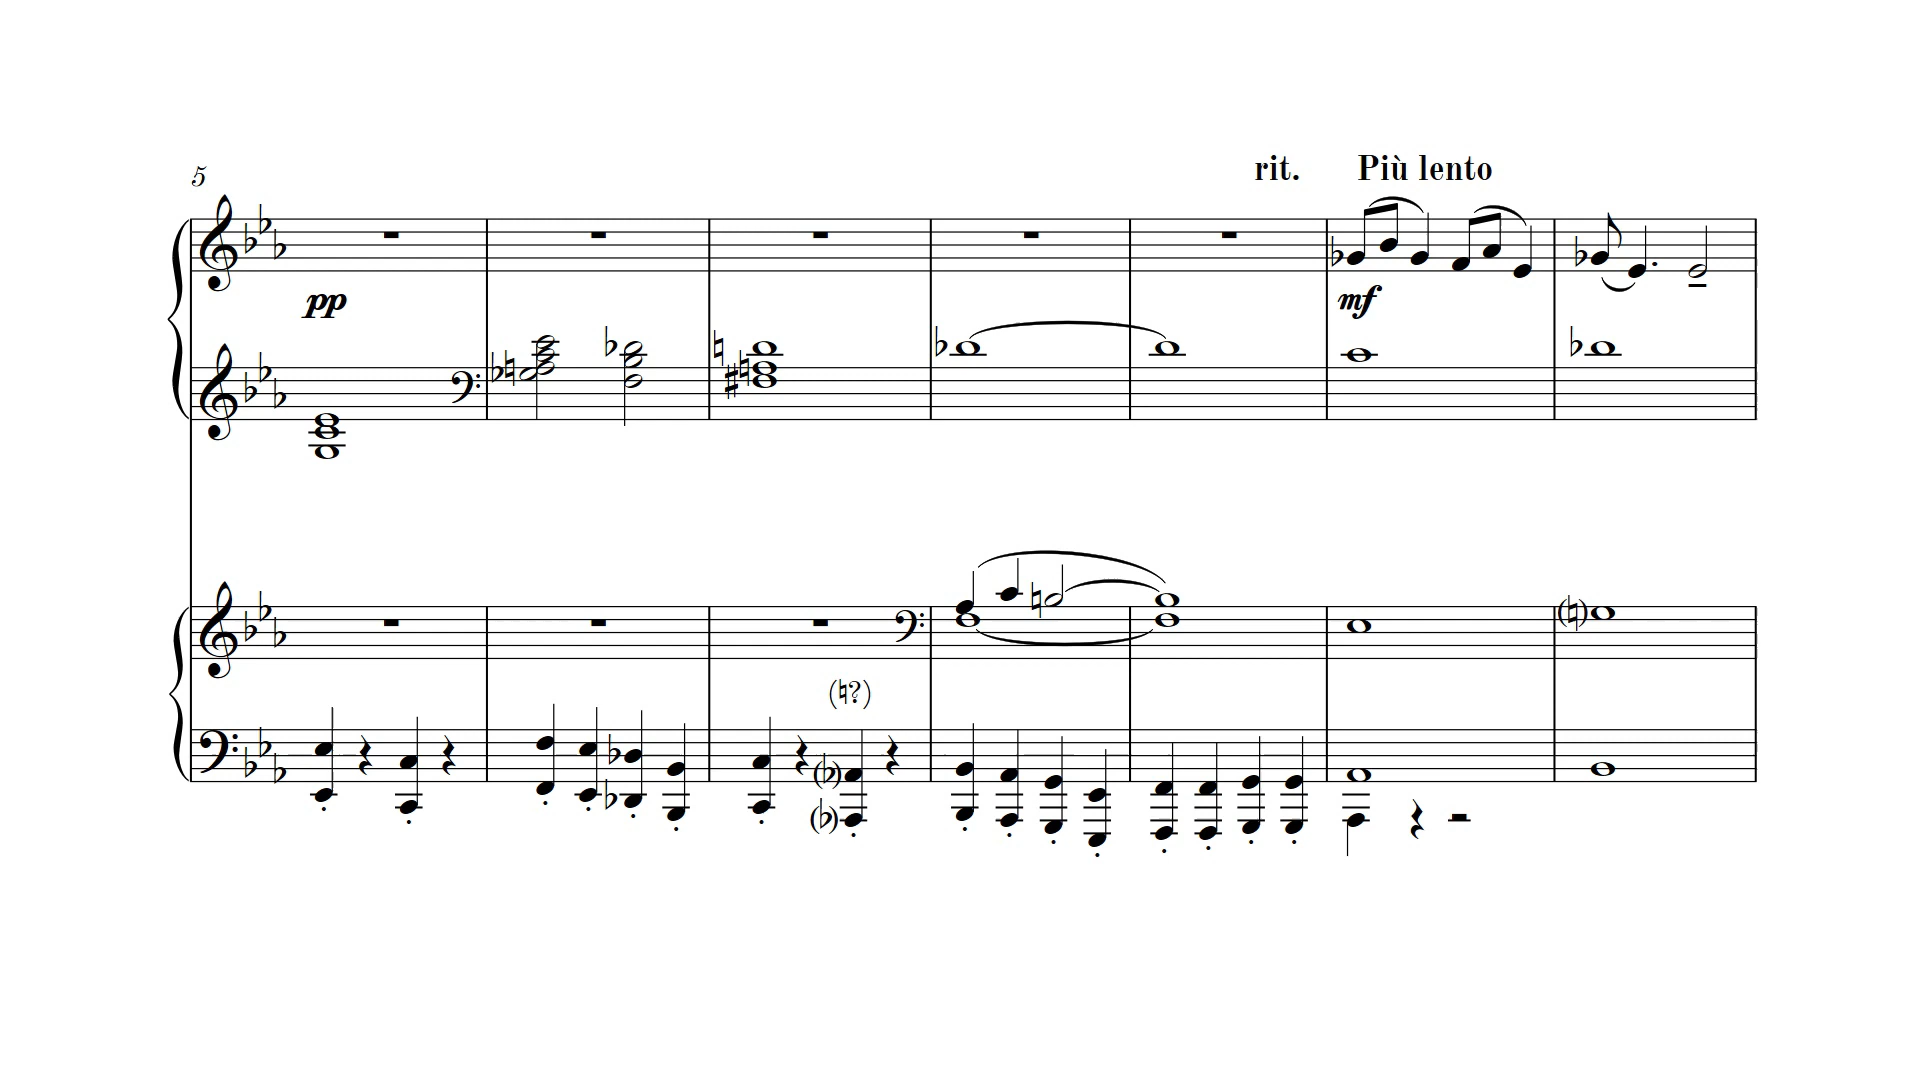 rit. Più lento
5
pp
mf
(♮?)